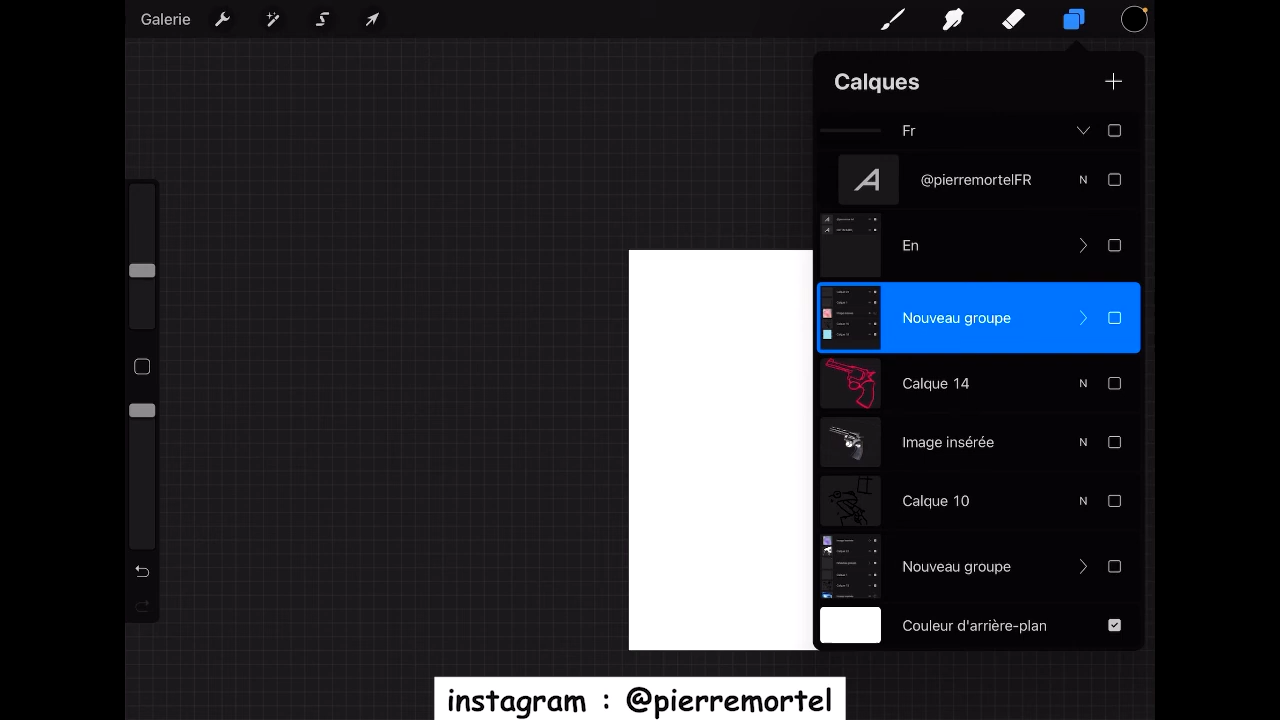 Galerie
Calques
Fr
@pierremortelFR
N
En
Nouveau groupe
Calque 14
N
Image insérée
N
Calque 10
N
Nouveau groupe
Couleur d'arrière-plan
instagram : @pierremortel